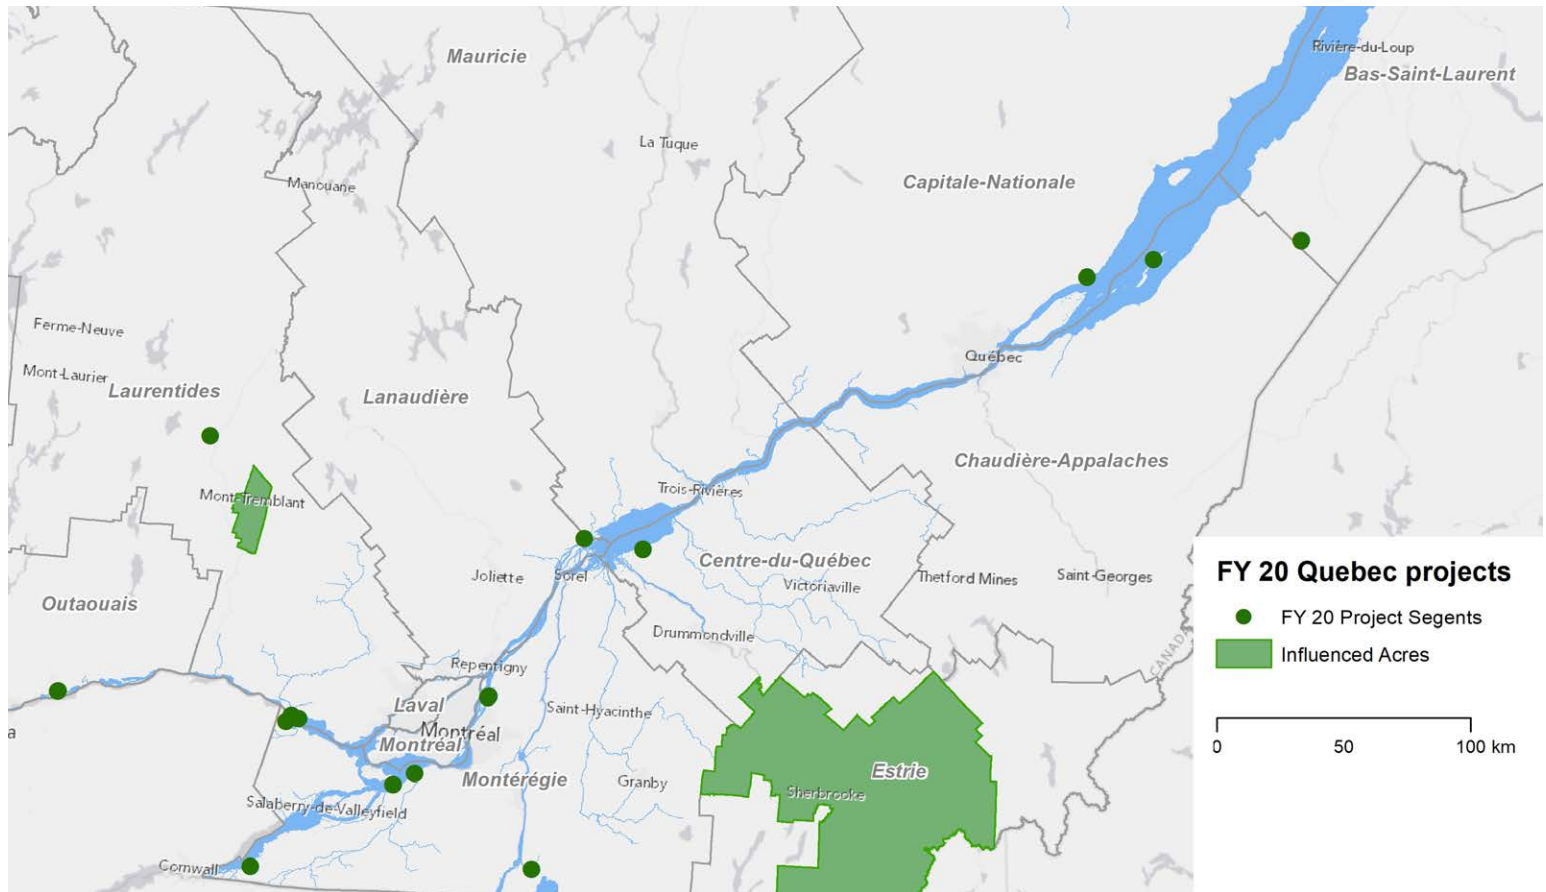 Mauricie
Rivière-du-Loup
Bas-Saint-Laurent
La Tuque
Manouane
Capitale-Nationale
Ferme-Neuve
Québec
Mont-Laurier
Laurentides
Lanaudière
Chaudière-Appalaches
Mont-Tremblant
Trois-Rivières
Centre-du-Québec
Joliette
Sorel
Victoriaville
Thetford Mines
Saint-Georges
Outaouais
Drummondville
CANADA
Repentigny
Laval
Saint-Hyacinthe
a
Montréal
Montréal
Montérégie
Granby
Estrie
Sherbrooke
Salaberry-de-Valleyfield
Cornwall
FY 20 Quebec projects
FY 20 Project Segents
Influenced Acres
0 50 100 km